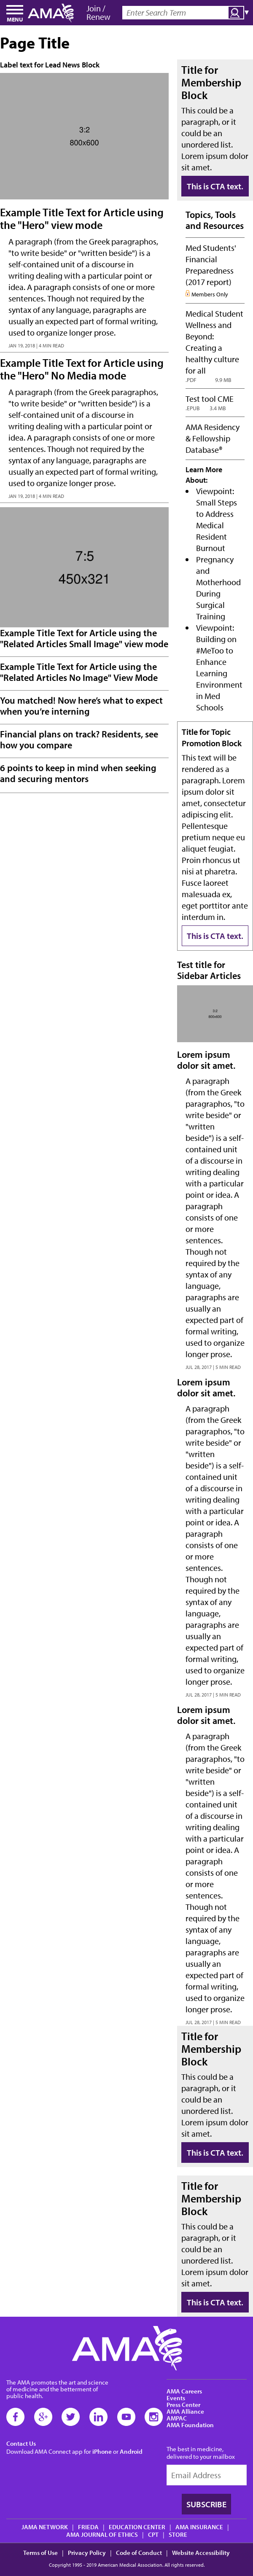 MENU
AMA
Join /
Renew
Enter Search Term
Page Title
Label text for Lead News Block
3:2
800x600
Example Title Text for Article using
the "Hero" view mode
A paragraph (from the Greek paragraphos,
"to write beside" or "written beside") is a
self-contained unit of a discourse in
writing dealing with a particular point or
idea. A paragraph consists of one or more
sentences. Though not required by the
syntax of any language, paragraphs are
usually an expected part of formal writing,
used to organize longer prose.
JAN 19, 2018 | 4 MIN READ
Example Title Text for Article using
the "Hero" No Media mode
A paragraph (from the Greek paragraphos,
"to write beside" or "written beside") is a
self-contained unit of a discourse in
writing dealing with a particular point or
idea. A paragraph consists of one or more
sentences. Though not required by the
syntax of any language, paragraphs are
usually an expected part of formal writing,
used to organize longer prose.
JAN 19, 2018 | 4 MIN READ
7:5
450x321
Example Title Text for Article using the
"Related Articles Small Image" view mode
Example Title Text for Article using the
"Related Articles No Image" View Mode
You matched! Now here's what to expect
when you're interning
Financial plans on track? Residents, see
how you compare
6 points to keep in mind when seeking
and securing mentors
Title for
Membership
Block
This could be a
paragraph, or it
could be an
unordered list.
Lorem ipsum dolor
sit amet.
This is CTA text.
Topics, Tools
and Resources
Med Students'
Financial
Preparedness
(2017 report)
Members Only
Medical Student
Wellness and
Beyond:
Creating a
healthy culture
for all
.PDF 9.9 MB
Test tool CME
.EPUB 3.4 MB
AMA Residency
& Fellowship
Database®
Learn More
About:
Viewpoint:
Small Steps
to Address
Medical
Resident
Burnout
Pregnancy
and
Motherhood
During
Surgical
Training
Viewpoint:
Building on
#MeToo to
Enhance
Learning
Environment
in Med
Schools
Title for Topic
Promotion Block
This text will be
rendered as a
paragraph. Lorem
ipsum dolor sit
amet, consectetur
adipiscing elit.
Pellentesque
pretium neque eu
aliquet feugiat.
Proin rhoncus ut
nisi at pharetra.
Fusce laoreet
malesuada ex,
eget porttitor ante
interdum in.
This is CTA text.
Test title for
Sidebar Articles
Lorem ipsum
dolor sit amet.
A paragraph
(from the Greek
paragraphos, "to
write beside" or
"written
beside") is a self-
contained unit
of a discourse in
writing dealing
with a particular
point or idea. A
paragraph
consists of one
or more
sentences.
Though not
required by the
syntax of any
language,
paragraphs are
usually an
expected part of
formal writing,
used to organize
longer prose.
JUL 28, 2017 | 5 MIN READ
Lorem ipsum
dolor sit amet.
A paragraph
(from the Greek
paragraphos, "to
write beside" or
"written
beside") is a self-
contained unit
of a discourse in
writing dealing
with a particular
point or idea. A
paragraph
consists of one
or more
sentences.
Though not
required by the
syntax of any
language,
paragraphs are
usually an
expected part of
formal writing,
used to organize
longer prose.
JUL 28, 2017 | 5 MIN READ
Lorem ipsum
dolor sit amet.
A paragraph
(from the Greek
paragraphos, "to
write beside" or
"written
beside") is a self-
contained unit
of a discourse in
writing dealing
with a particular
point or idea. A
paragraph
consists of one
or more
sentences.
Though not
required by the
syntax of any
language,
paragraphs are
usually an
expected part of
formal writing,
used to organize
longer prose.
JUL 28, 2017 | 5 MIN READ
Title for
Membership
Block
This could be a
paragraph, or it
could be an
unordered list.
Lorem ipsum dolor
sit amet.
This is CTA text.
Title for
Membership
Block
This could be a
paragraph, or it
could be an
unordered list.
Lorem ipsum dolor
sit amet.
This is CTA text.
AMA
The AMA promotes the art and science
of medicine and the betterment of
public health.
Contact Us
Download AMA Connect app for iPhone or Android
AMA Careers
Events
Press Center
AMA Alliance
AMPAC
AMA Foundation
The best in medicine,
delivered to your mailbox
Email Address
SUBSCRIBE
JAMA NETWORK | FREIDA | EDUCATION CENTER | AMA INSURANCE |
AMA JOURNAL OF ETHICS | CPT | STORE
Terms of Use | Privacy Policy | Code of Conduct | Website Accessibility
Copyright 1995 - 2019 American Medical Association. All rights reserved.